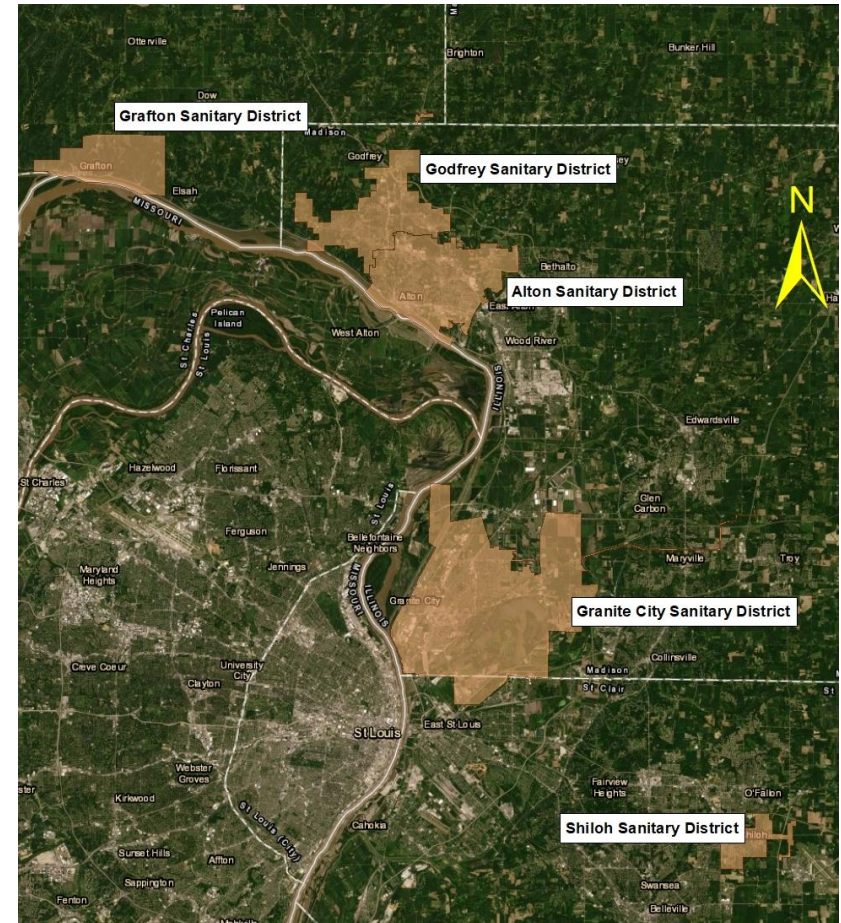 Otterville
Brighton
Bunker Hill
Dow
Grafton Sanitary District
Madison
Godfrey
Godfrey Sanitary District
Grafton
Elsah
MISSOURI
N
Bethalto
Alton Sanitary District
Alton
Pelican
Island
St Charles
St Louis
West Alton
Wood River
ILLINOIS
Edwardsville
Hazelwood
Florissant
St Charles
St Louis
Glen
Carbon
Ferguson
Bellefontaine
Neighbors
Jennings
Maryville
Troy
Maryland
Heights
MISSOURI
ILLINOIS
Granite City
Granite City Sanitary District
Creve Coeur
University
City
Clayton
Collinsville
Madison
St Clair
St Louis
East St Louis
Webster
Groves
Kirkwood
Fairview
Heights
O'Fallon
St Louis (City)
Cahokia
Shiloh Sanitary District
Sunset Hills
Affton
Sappington
Swansea
Fenton
Belleville